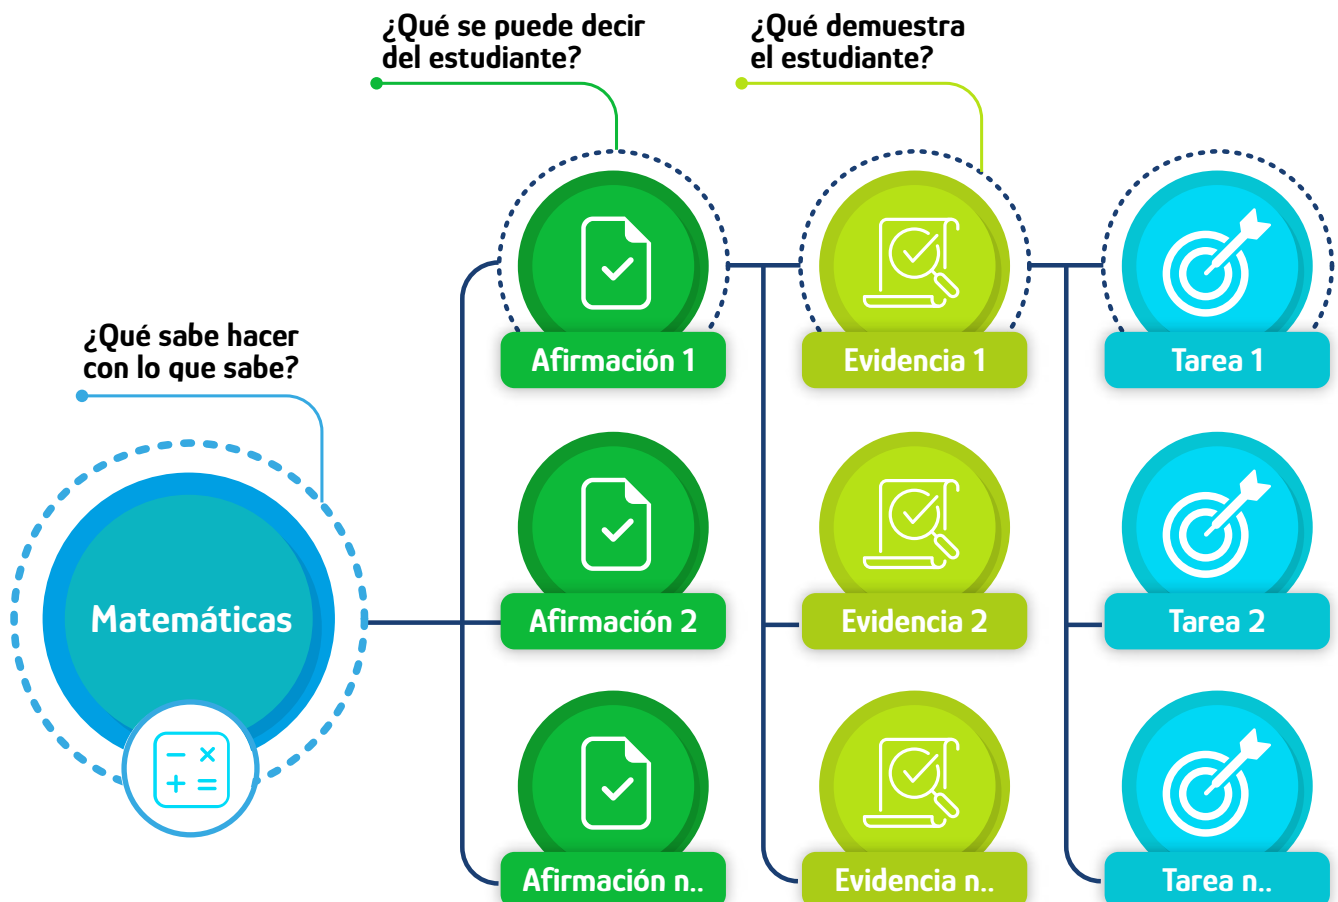 ¿Qué se puede decir
del estudiante?
¿Qué demuestra
el estudiante?
¿Qué sabe hacer
con lo que sabe?
Matemáticas
Afirmación 1
Evidencia 1
Tarea 1
Afirmación 2
Evidencia 2
Tarea 2
Afirmación n..
Evidencia n..
Tarea n..